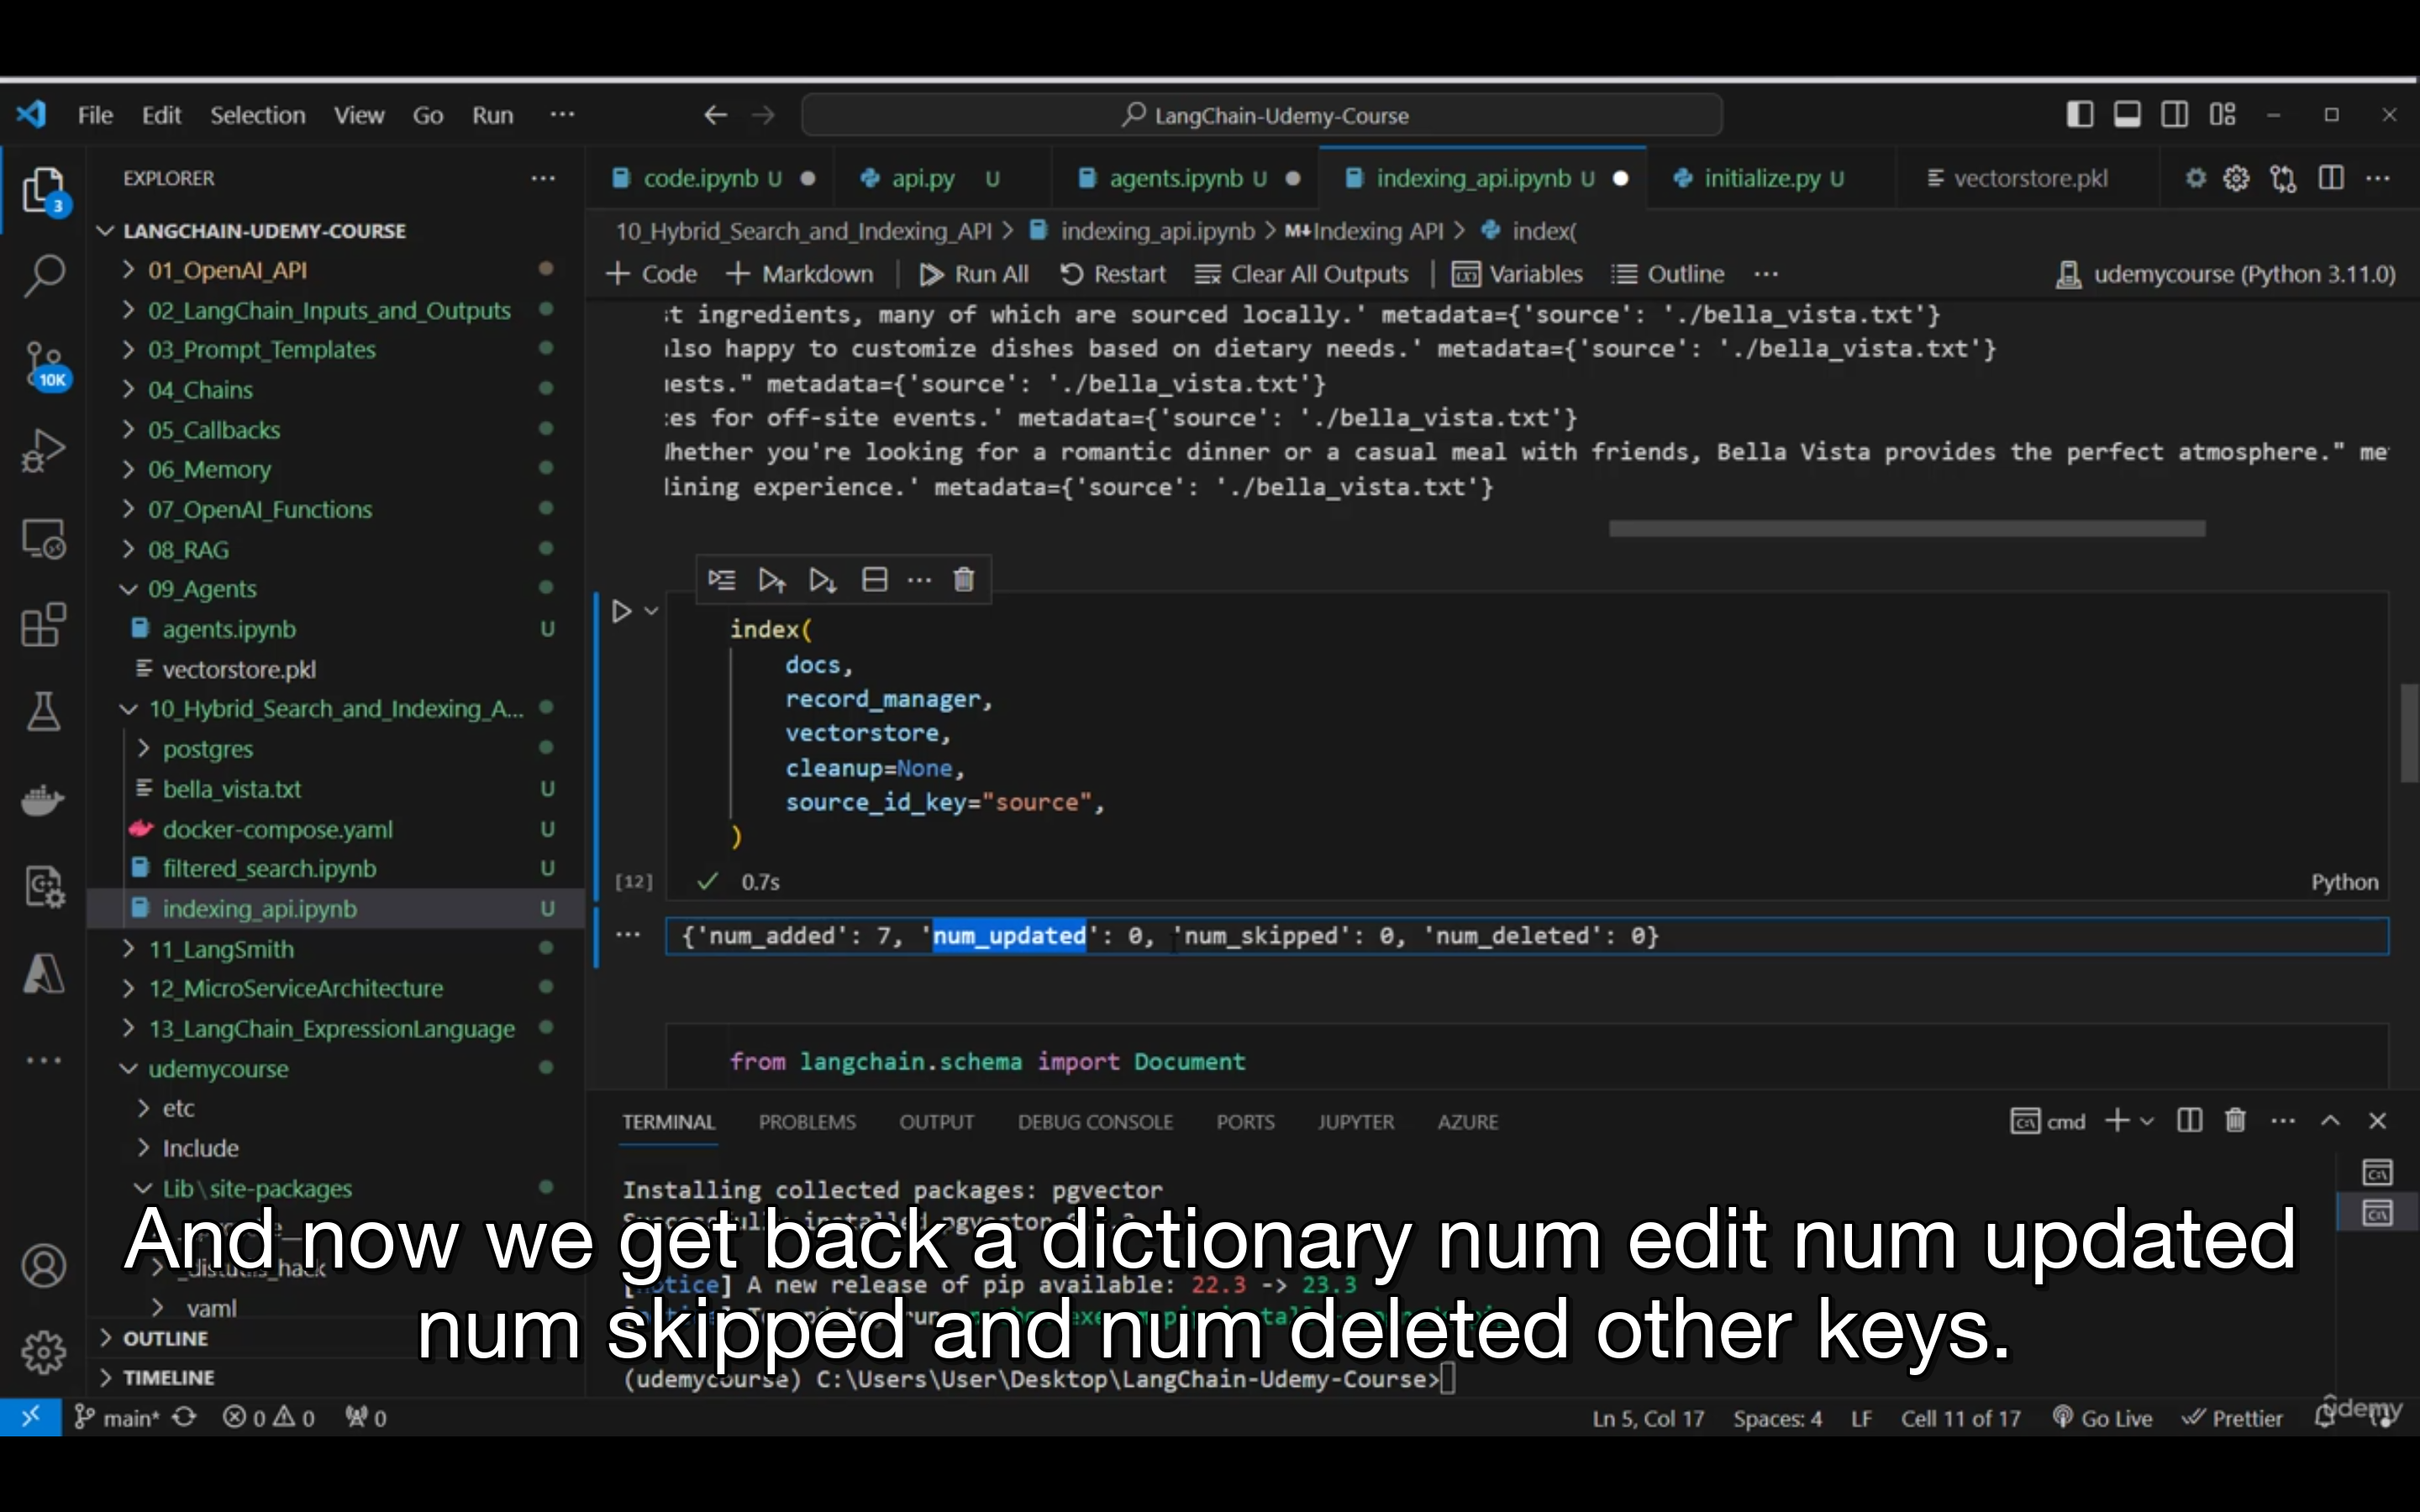 File Edit Selection View Go Run ···
LangChain-Udemy-Course
EXPLORER ···
3
10K
LANGCHAIN-UDEMY-COURSE
01_OpenAI_API
02_LangChain_Inputs_and_Outputs
03_Prompt_Templates
04_Chains
05_Callbacks
06_Memory
07_OpenAI_Functions
08_RAG
09_Agents
agents.ipynb U
vectorstore.pkl
10_Hybrid_Search_and_Indexing_A...
postgres
bella_vista.txt U
docker-compose.yaml U
filtered_search.ipynb U
indexing_api.ipynb U
11_LangSmith
12_MicroServiceArchitecture
13_LangChain_ExpressionLanguage
udemycourse
etc
Include
Lib\site-packages
_distutils_hack
yaml
OUTLINE
TIMELINE
code.ipynb U api.py U agents.ipynb U indexing_api.ipynb U initialize.py U vectorstore.pkl
10_Hybrid_Search_and_Indexing_API > indexing_api.ipynb > M↓Indexing API > index(
+ Code + Markdown Run All Restart Clear All Outputs Variables Outline ··· udemycourse (Python 3.11.0)
st ingredients, many of which are sourced locally.' metadata={'source': './bella_vista.txt'}
also happy to customize dishes based on dietary needs.' metadata={'source': './bella_vista.txt'}
uests." metadata={'source': './bella_vista.txt'}
ces for off-site events.' metadata={'source': './bella_vista.txt'}
Whether you're looking for a romantic dinner or a casual meal with friends, Bella Vista provides the perfect atmosphere." me
dining experience.' metadata={'source': './bella_vista.txt'}
index(
docs,
record_manager,
vectorstore,
cleanup=None,
source_id_key="source",
)
[12] 0.7s Python
{'num_added': 7, 'num_updated': 0, 'num_skipped': 0, 'num_deleted': 0}
from langchain.schema import Document
TERMINAL PROBLEMS OUTPUT DEBUG CONSOLE PORTS JUPYTER AZURE cmd
Installing collected packages: pgvector
And now we get back a dictionary num edit num updated
[notice] A new release of pip available: 22.3 -> 23.3
num skipped and num deleted other keys.
(udemycourse) C:\Users\User\Desktop\LangChain-Udemy-Course>
main* 0 0 0 Ln 5, Col 17 Spaces: 4 LF Cell 11 of 17 Go Live Prettier
udemy